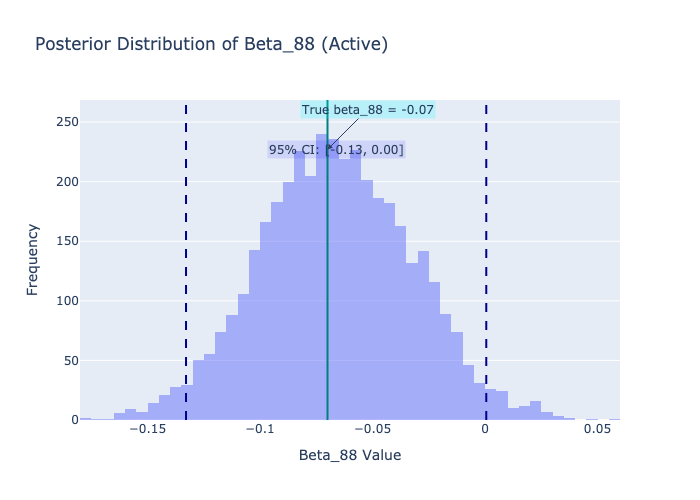 Posterior Distribution of Beta_88 (Active)
True beta_88 = -0.07
95% CI: [-0.13, 0.00]
250
200
150
100
50
0
Frequency
−0.15
−0.1
−0.05
0
0.05
Beta_88 Value